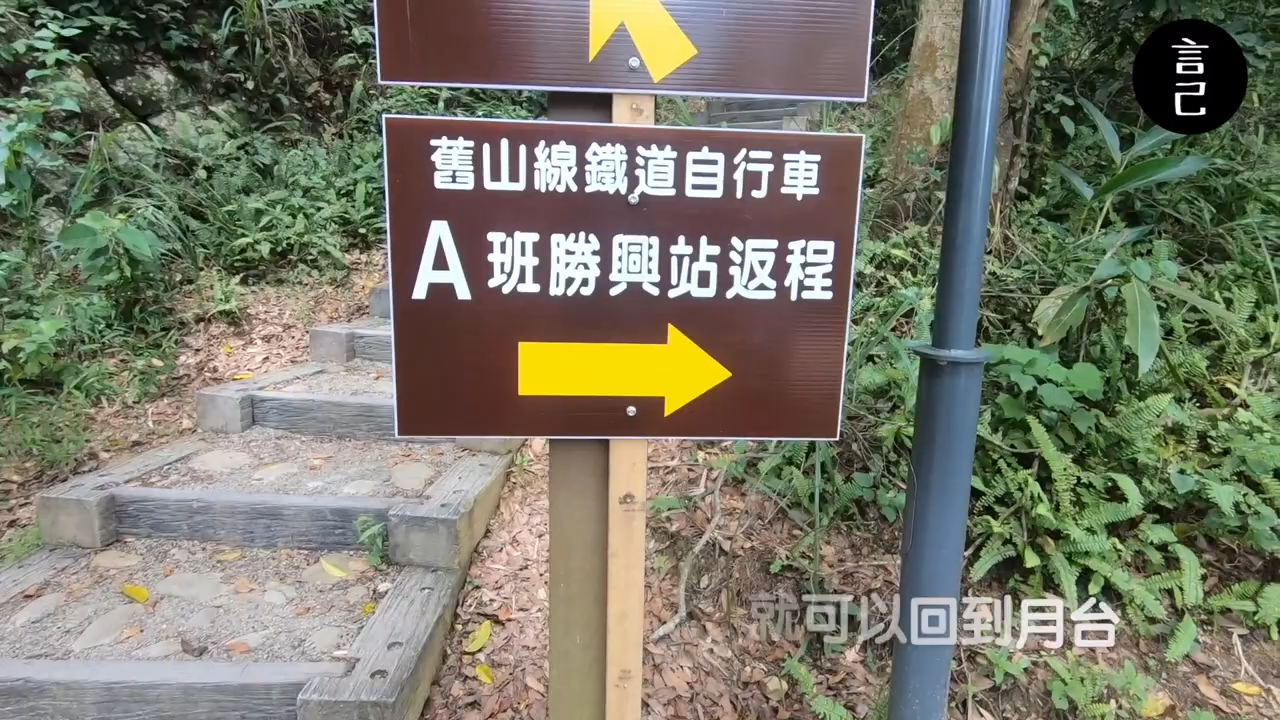 言己
舊山線鐵道自行車
A 班勝興站返程
就可以回到月台